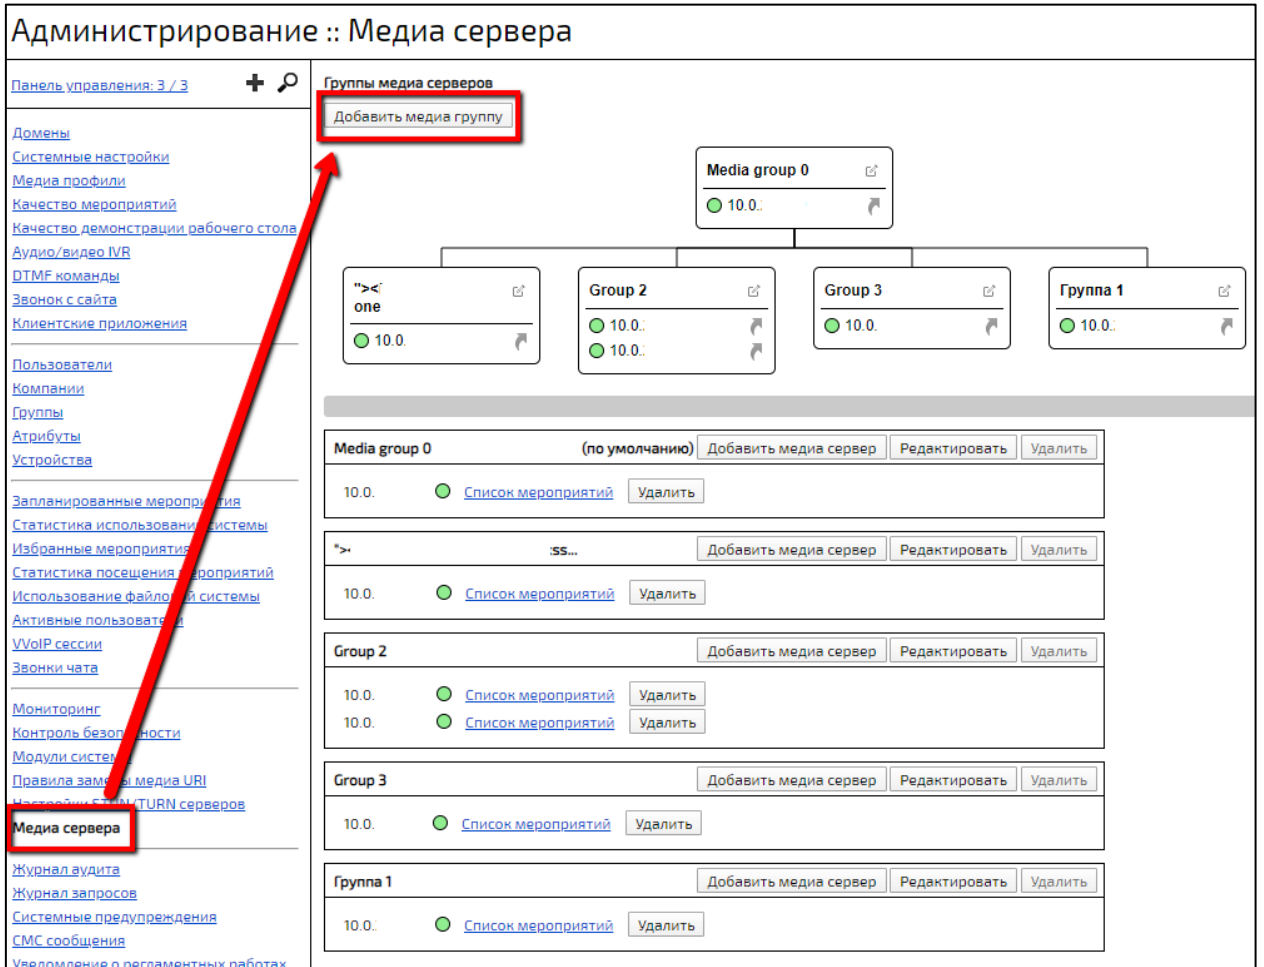 Администрирование :: Медиа сервера
Панель управления: 3 / 3
Домены
Системные настройки
Медиа профили
Качество мероприятий
Качество демонстрации рабочего стола
Аудио/видео IVR
DTMF команды
Звонок с сайта
Клиентские приложения
Пользователи
Компании
Группы
Атрибуты
Устройства
Запланированные мероприятия
Статистика использования системы
Избранные мероприятия
Статистика посещения мероприятий
Использование файловой системы
Активные пользователи
VVoIP сессии
Звонки чата
Мониторинг
Контроль безопасности
Модули системы
Правила замены медиа URI
Настройки STUN/TURN серверов
Медиа сервера
Журнал аудита
Журнал запросов
Системные предупреждения
СМС сообщения
Уведомление о регламентных работах
Группы медиа серверов
Добавить медиа группу
Media group 0
10.0.:
"><
one
10.0.
Group 2
10.0.:
10.0.:
Group 3
10.0.
Группа 1
10.0.:
Media group 0 (по умолчанию) Добавить медиа сервер Редактировать Удалить
10.0. Список мероприятий Удалить
">< :ss... Добавить медиа сервер Редактировать Удалить
10.0. Список мероприятий Удалить
Group 2 Добавить медиа сервер Редактировать Удалить
10.0. Список мероприятий Удалить
10.0. Список мероприятий Удалить
Group 3 Добавить медиа сервер Редактировать Удалить
10.0. Список мероприятий Удалить
Группа 1 Добавить медиа сервер Редактировать Удалить
10.0.: Список мероприятий Удалить